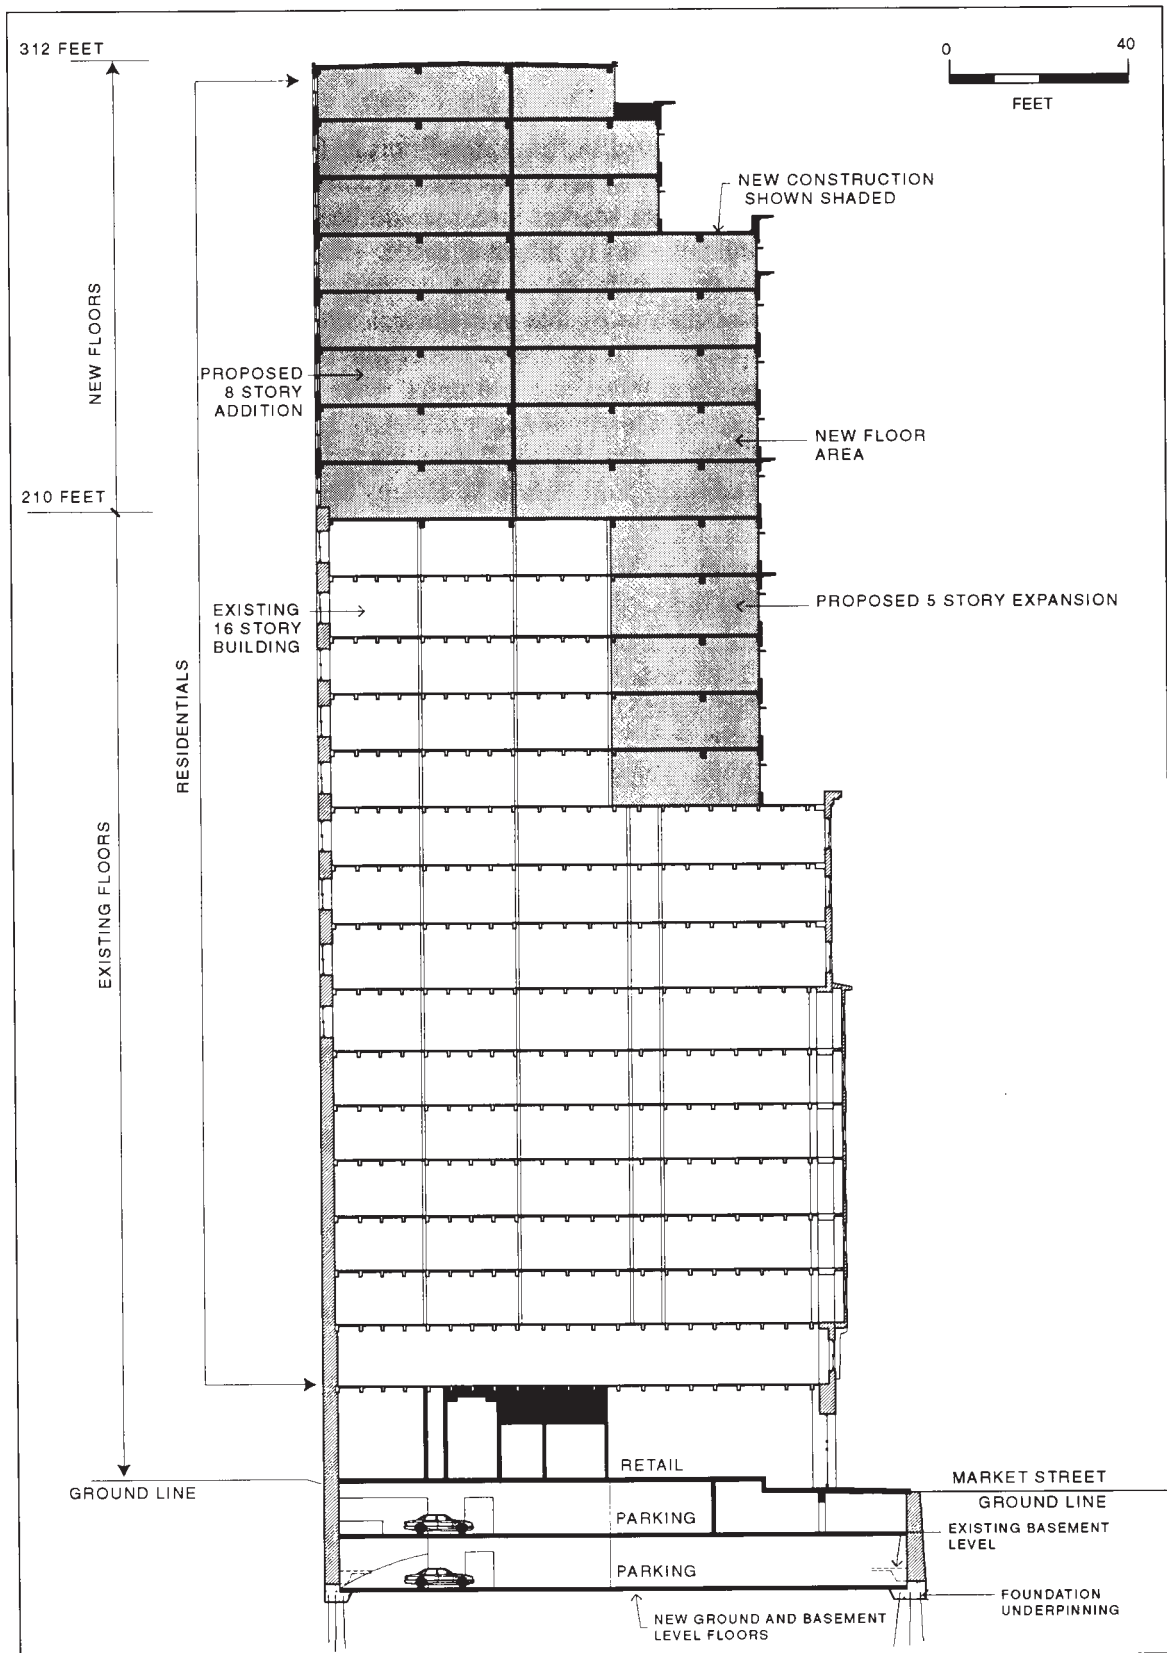 312 FEET
0 40
FEET
NEW CONSTRUCTION
SHOWN SHADED
NEW FLOORS
PROPOSED
8 STORY
ADDITION
NEW FLOOR
AREA
210 FEET
EXISTING
16 STORY
BUILDING
PROPOSED 5 STORY EXPANSION
RESIDENTIALS
EXISTING FLOORS
RETAIL
MARKET STREET
GROUND LINE
GROUND LINE
PARKING
EXISTING BASEMENT
LEVEL
PARKING
FOUNDATION
UNDERPINNING
NEW GROUND AND BASEMENT
LEVEL FLOORS